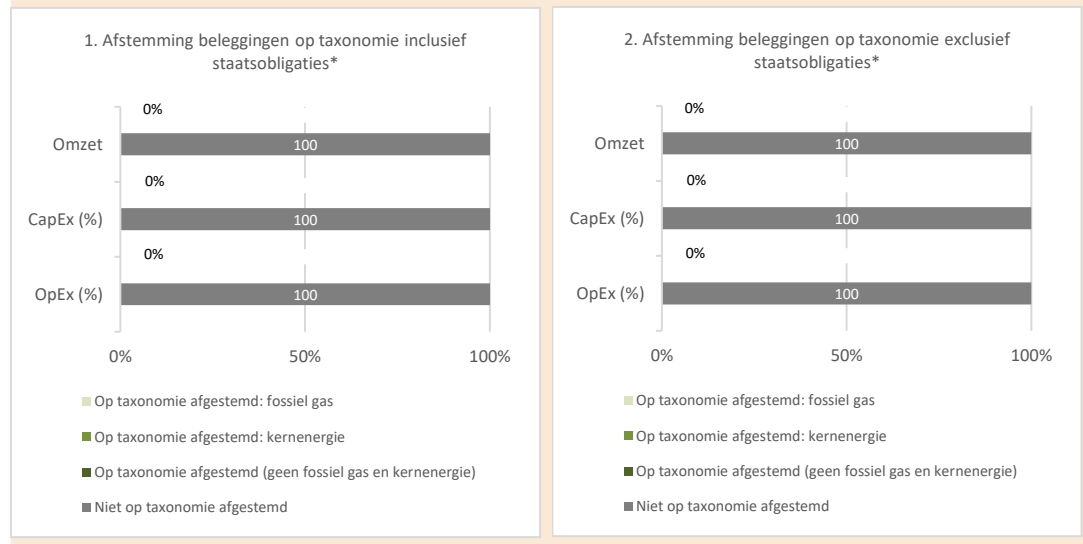 1. Afstemming beleggingen op taxonomie inclusief
staatsobligaties*
0%
Omzet
100
0%
CapEx (%)
100
0%
OpEx (%)
100
0%
50%
100%
Op taxonomie afgestemd: fossiel gas
Op taxonomie afgestemd: kernenergie
Op taxonomie afgestemd (geen fossiel gas en kernenergie)
Niet op taxonomie afgestemd
2. Afstemming beleggingen op taxonomie exclusief
staatsobligaties*
0%
Omzet
100
0%
CapEx (%)
100
0%
OpEx (%)
100
0%
50%
100%
Op taxonomie afgestemd: fossiel gas
Op taxonomie afgestemd: kernenergie
Op taxonomie afgestemd (geen fossiel gas en kernenergie)
Niet op taxonomie afgestemd